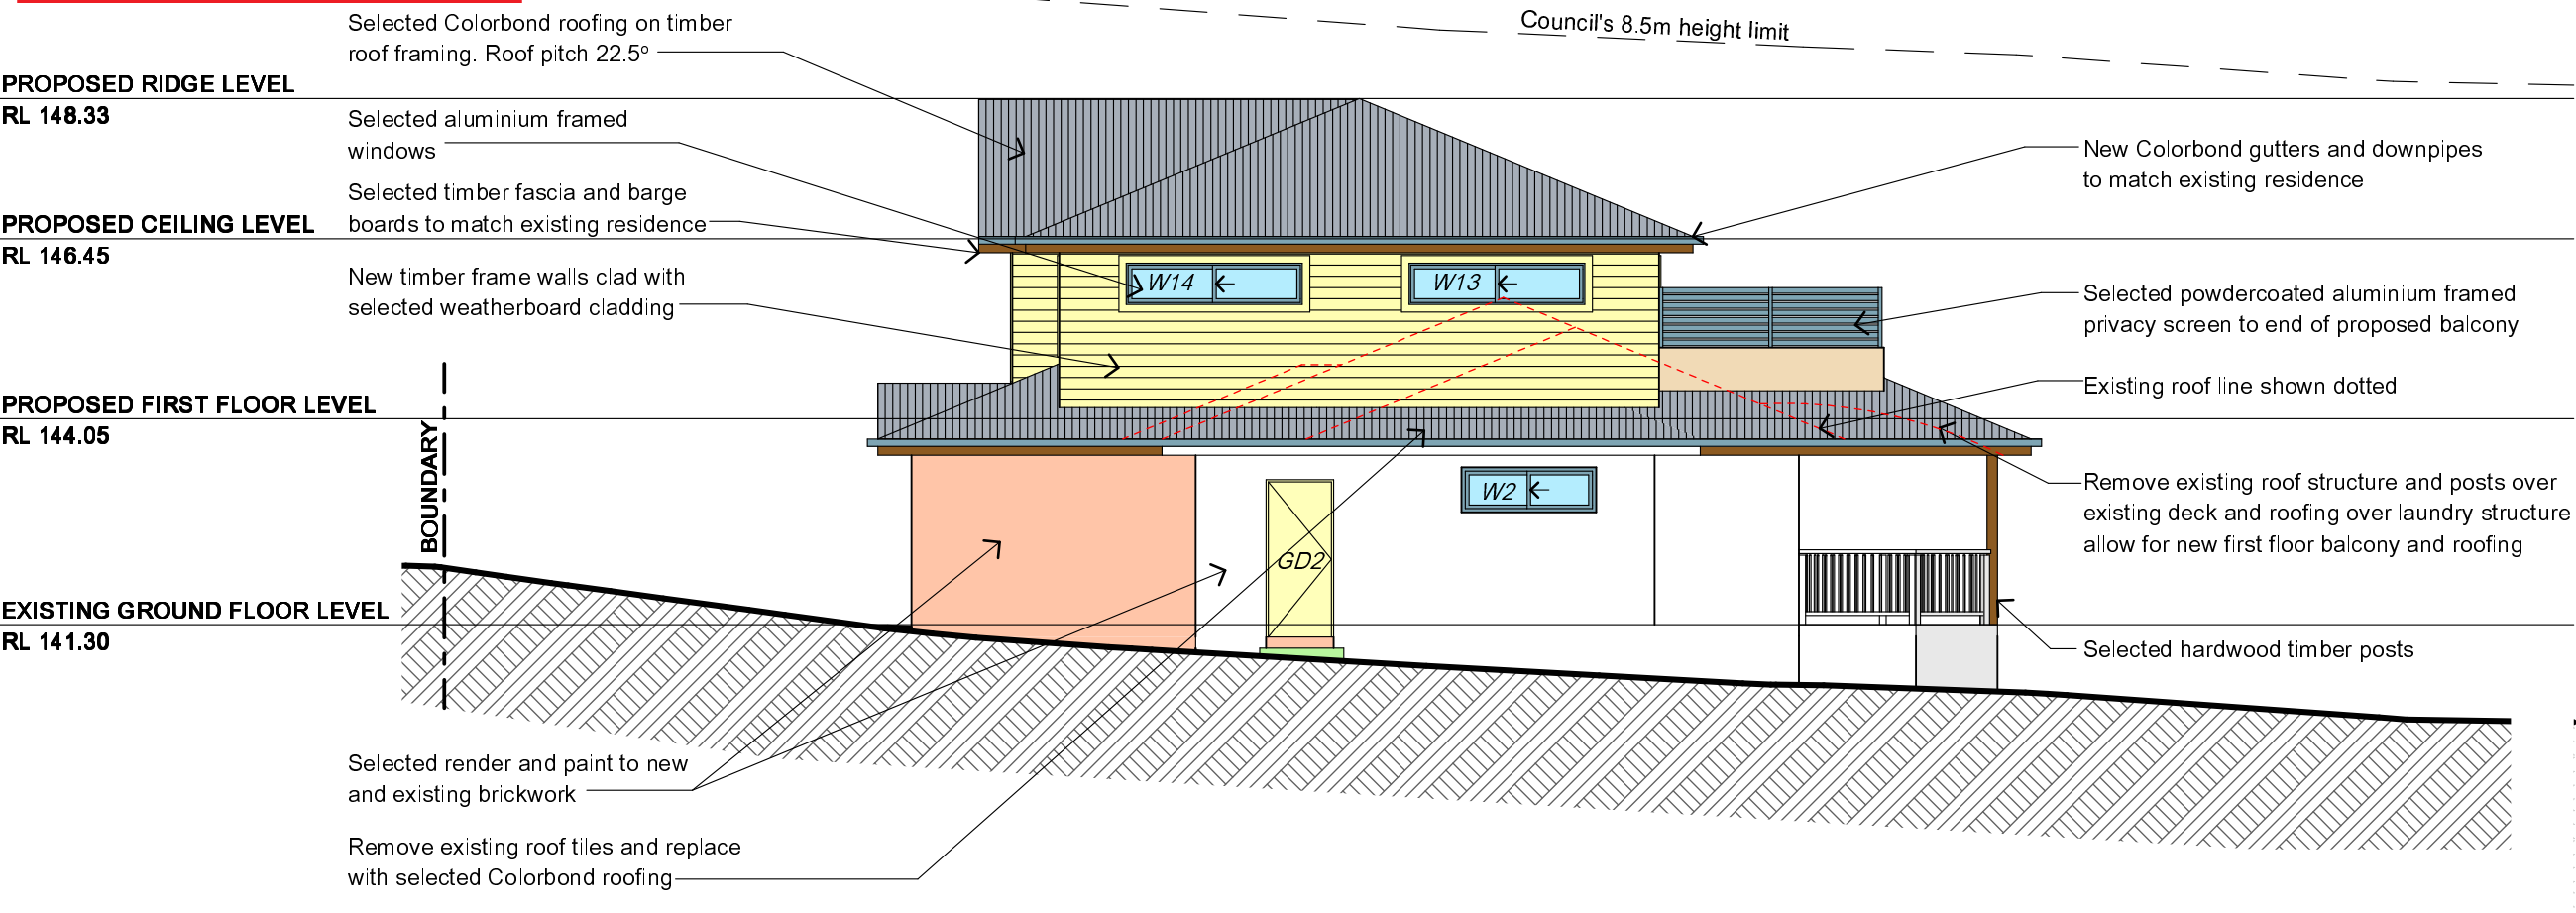 Selected Colorbond roofing on timber
roof framing. Roof pitch 22.5°
Council's 8.5m height limit
PROPOSED RIDGE LEVEL
RL 148.33
Selected aluminium framed
windows
New Colorbond gutters and downpipes
to match existing residence
Selected timber fascia and barge
boards to match existing residence
PROPOSED CEILING LEVEL
RL 146.45
New timber frame walls clad with
selected weatherboard cladding
W14
W13
Selected powdercoated aluminium framed
privacy screen to end of proposed balcony
Existing roof line shown dotted
PROPOSED FIRST FLOOR LEVEL
RL 144.05
BOUNDARY
W2
GD2
Remove existing roof structure and posts over
existing deck and roofing over laundry structure
allow for new first floor balcony and roofing
EXISTING GROUND FLOOR LEVEL
RL 141.30
Selected hardwood timber posts
Selected render and paint to new
and existing brickwork
Remove existing roof tiles and replace
with selected Colorbond roofing